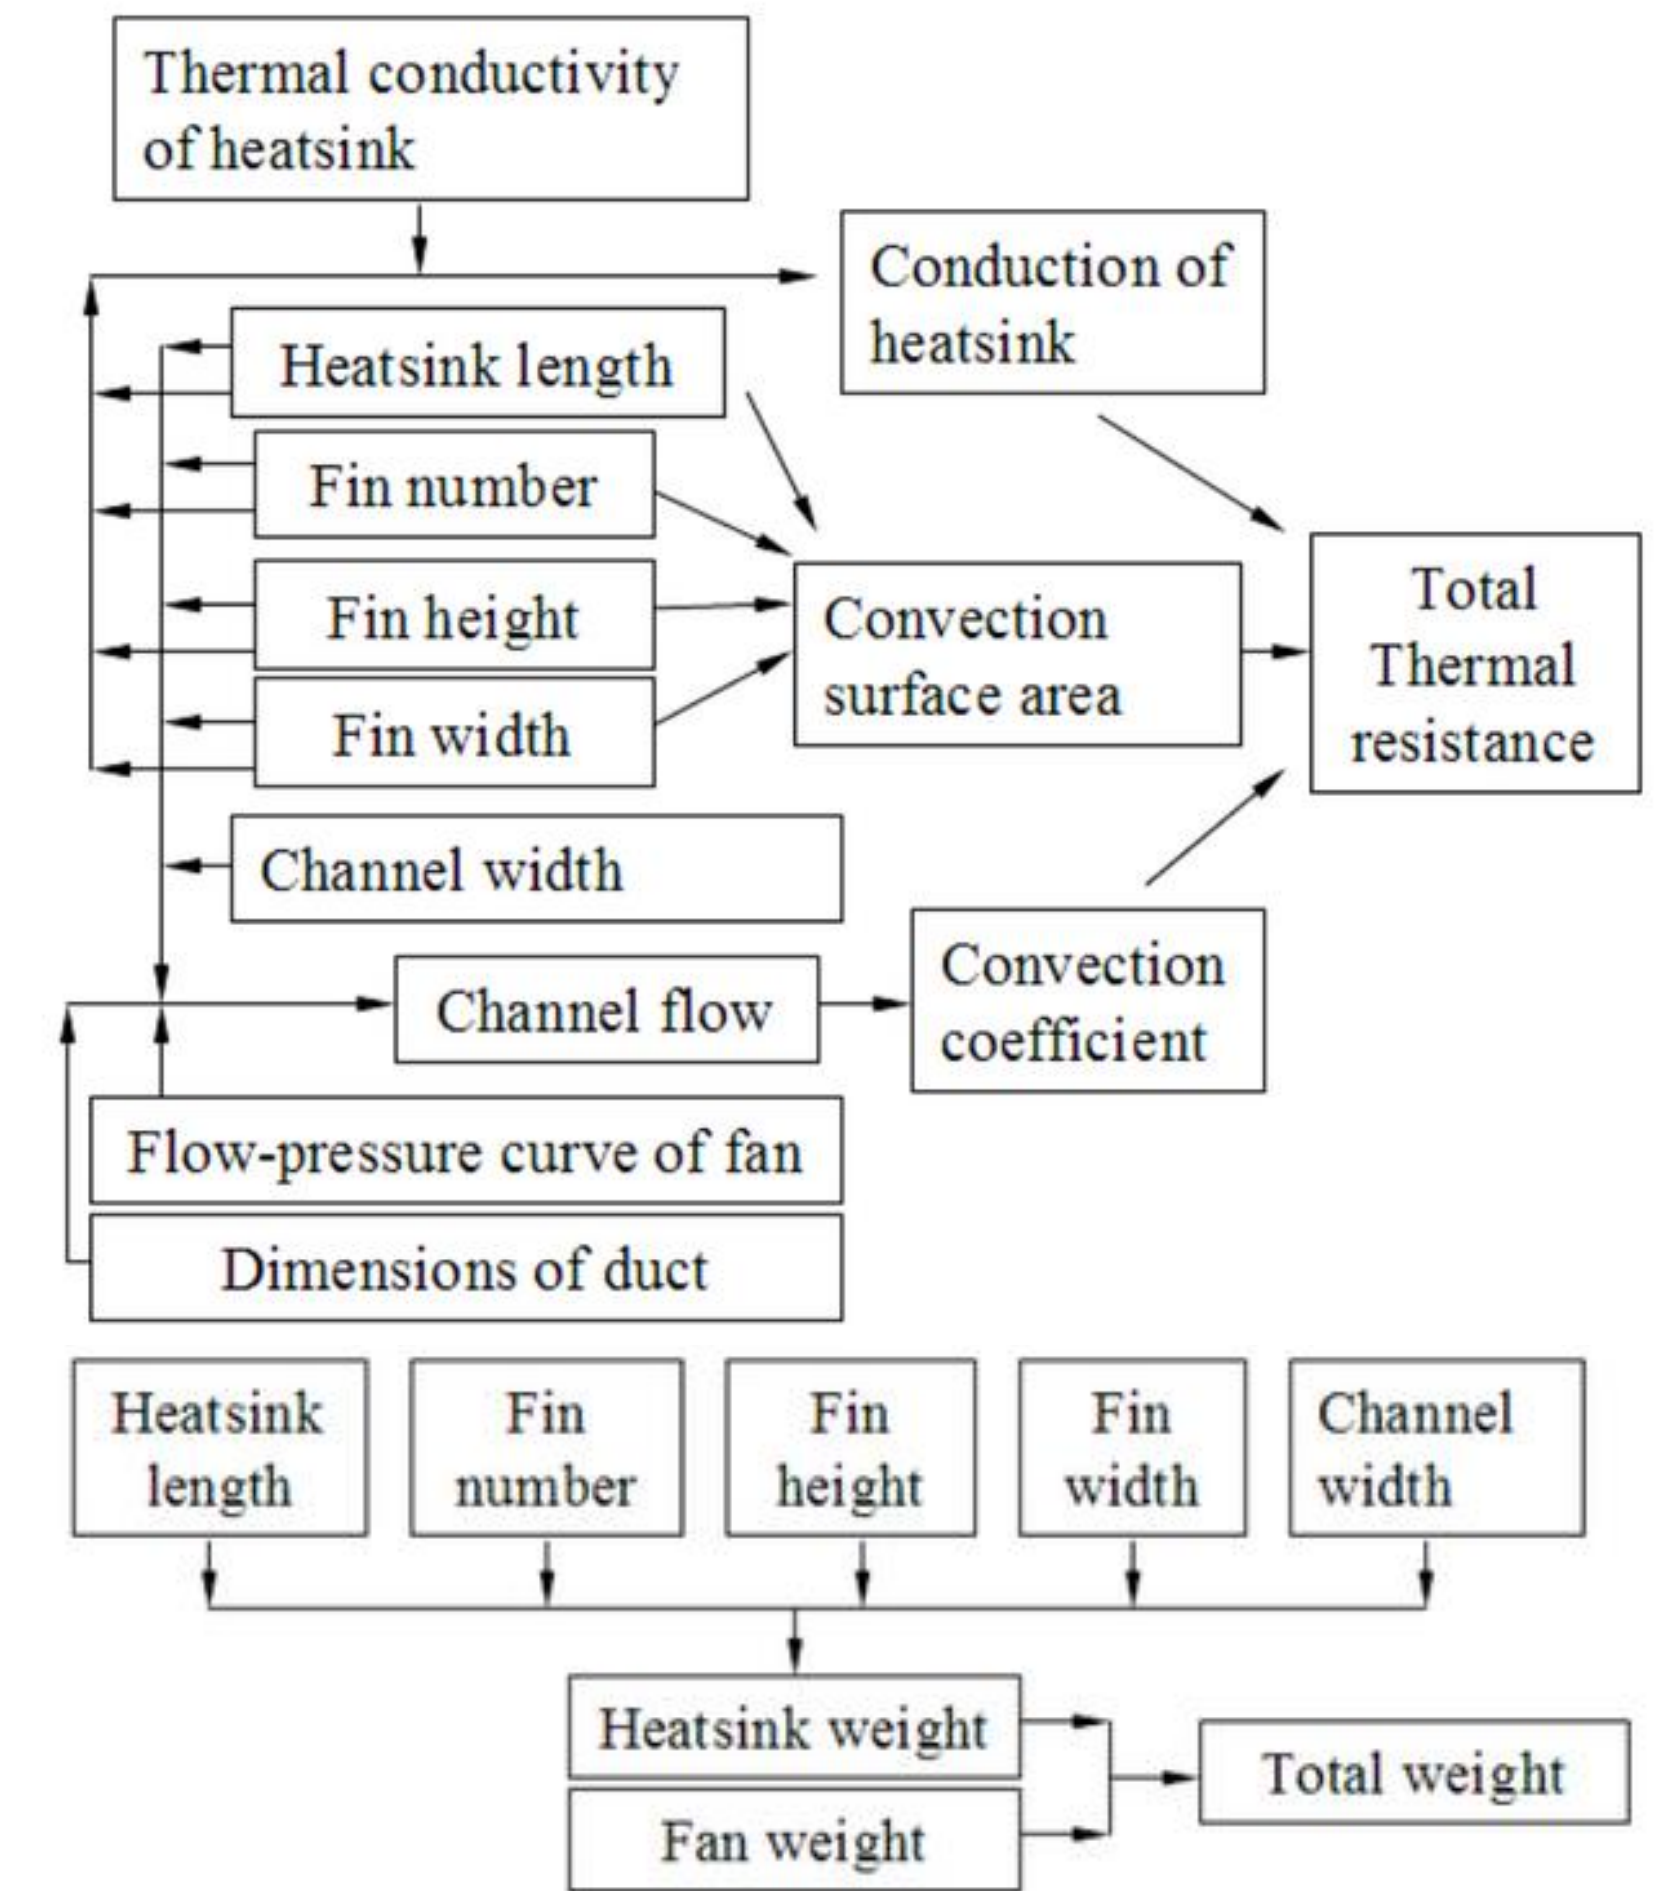 Thermal conductivity
of heatsink
Conduction of
heatsink
Heatsink length
Fin number
Fin height
Fin width
Convection
surface area
Total
Thermal
resistance
Channel width
Channel flow
Convection
coefficient
Flow-pressure curve of fan
Dimensions of duct
Heatsink
length
Fin
number
Fin
height
Fin
width
Channel
width
Heatsink weight
Fan weight
Total weight